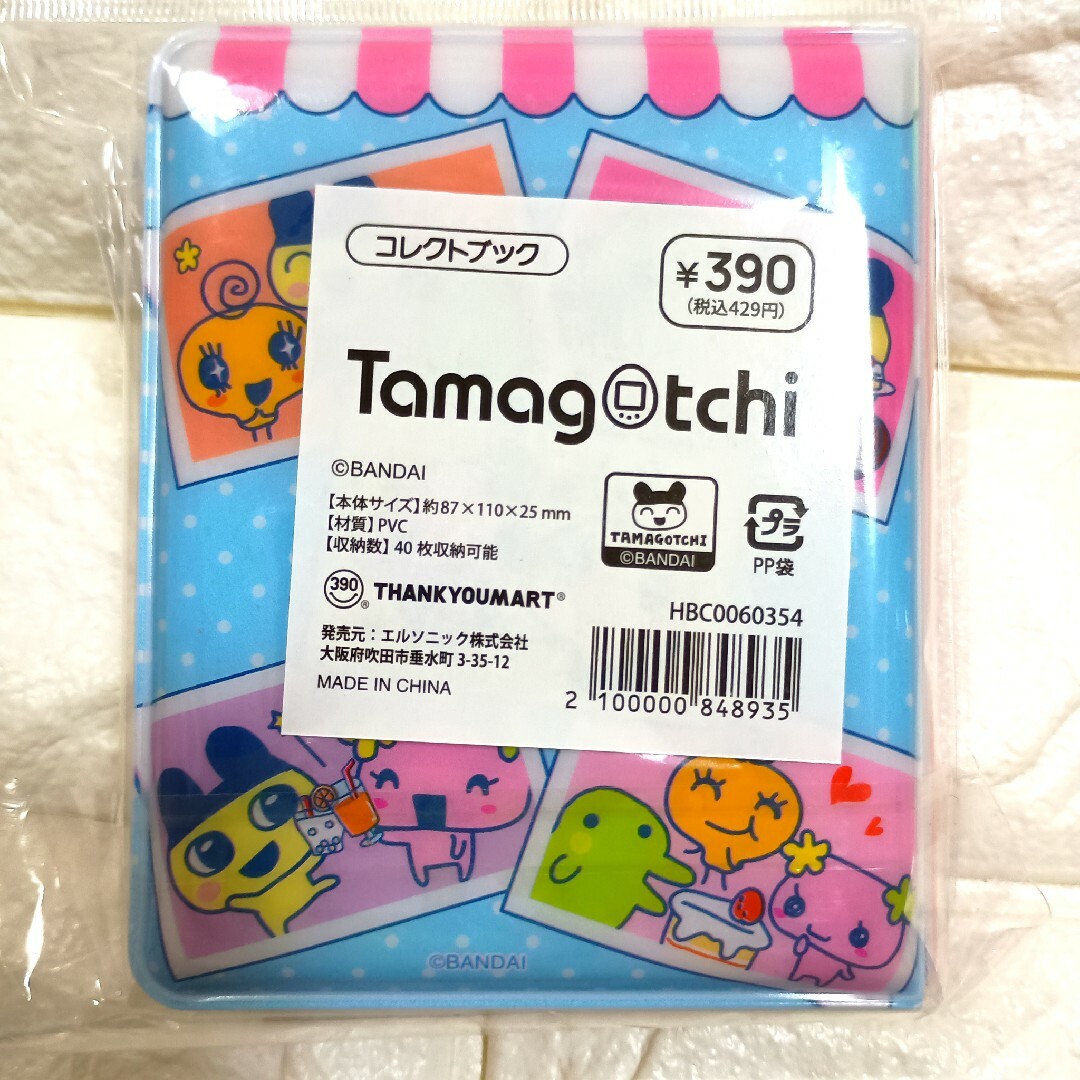 コレクトブック
¥390
(税込429円)
Tamagotchi
©BANDAI
【本体サイズ】約87×110×25mm
【材質】PVC
【収納数】40枚収納可能
TAMAGOTCHI
©BANDAI
プラ
PP袋
390® THANKYOUMART®
発売元：エルソニック株式会社
大阪府吹田市垂水町3-35-12
MADE IN CHINA
HBC0060354
2 100000 848935
©BANDAI